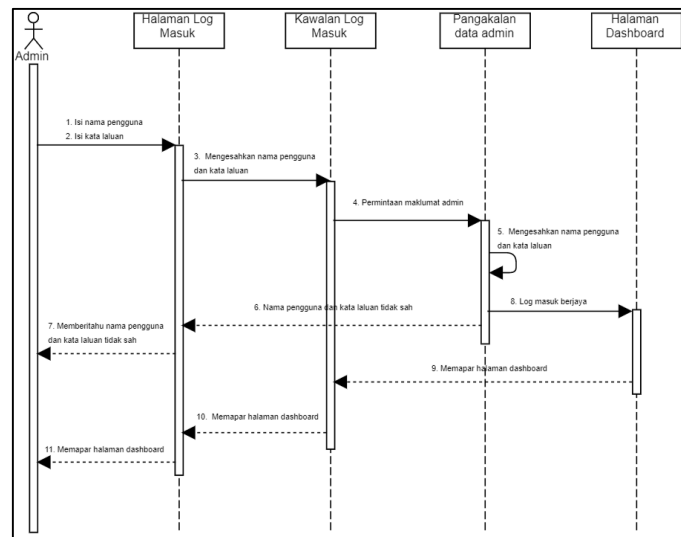 Halaman Log
Masuk
Kawalan Log
Masuk
Pangakalan
data admin
Halaman
Dashboard
Admin
1. Isi nama pengguna
2. Isi kata laluan
3. Mengesahkan nama pengguna
dan kata laluan
4. Permintaan maklumat admin
5. Mengesahkan nama pengguna
dan kata laluan
6. Nama pengguna dan kata laluan tidak sah
7. Memberitahu nama pengguna
dan kata laluan tidak sah
8. Log masuk berjaya
9. Memapar halaman dashboard
10. Memapar halaman dashboard
11. Memapar halaman dashboard